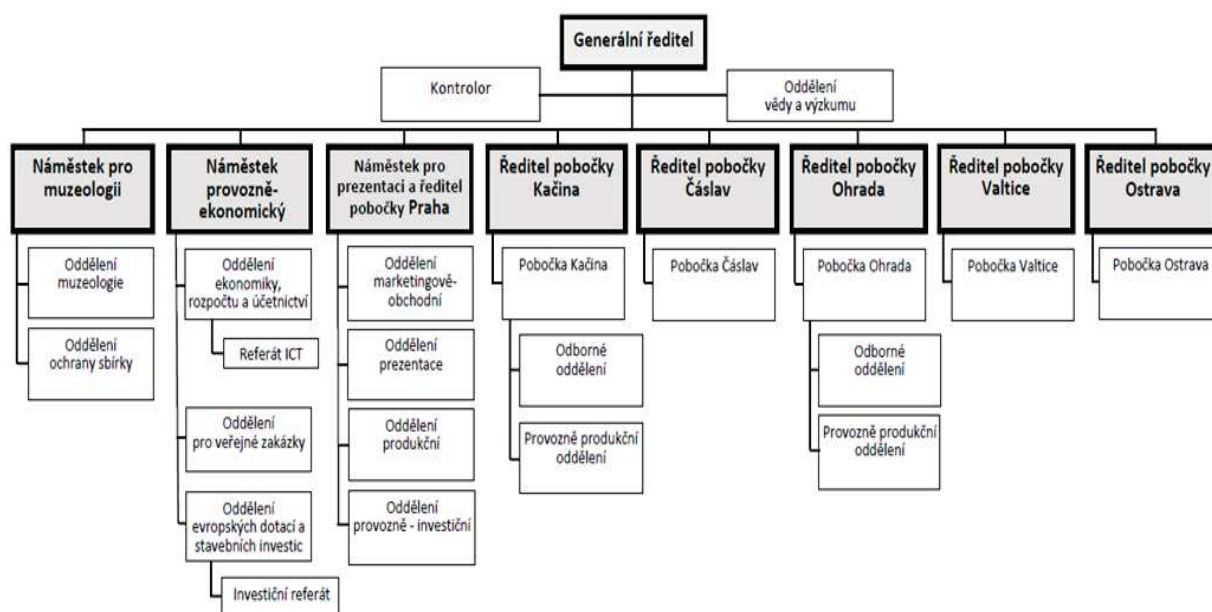 Generální ředitel
Kontrolor
Oddělení
vědy a výzkumu
Náměstek pro
muzeologii
Náměstek
provozně-
ekonomický
Náměstek pro
prezentaci a ředitel
pobočky Praha
Ředitel pobočky
Kačina
Ředitel pobočky
Čáslav
Ředitel pobočky
Ohrada
Ředitel pobočky
Valtice
Ředitel pobočky
Ostrava
Oddělení
muzeologie
Oddělení
ochrany sbírky
Oddělení
ekonomiky,
rozpočtu a účetnictví
Referát ICT
Oddělení
pro veřejné zakázky
Oddělení
evropských dotací a
stavebních investic
Investiční referát
Oddělení
marketingově-
obchodní
Oddělení
prezentace
Oddělení
produkční
Oddělení
provozně - investiční
Pobočka Kačina
Odborné
oddělení
Provozně produkční
oddělení
Pobočka Čáslav
Pobočka Ohrada
Odborné
oddělení
Provozně produkční
oddělení
Pobočka Valtice
Pobočka Ostrava